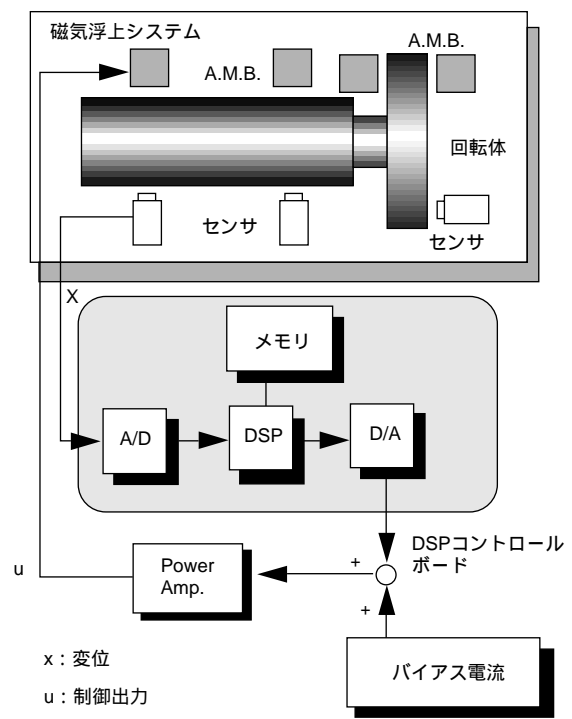 磁気浮上システム
A.M.B.
A.M.B.
回転体
センサ
センサ
X
メモリ
A/D
DSP
D/A
DSPコントロール
ボード
u
Power
Amp.
+
+
バイアス電流
x：変位
u：制御出力